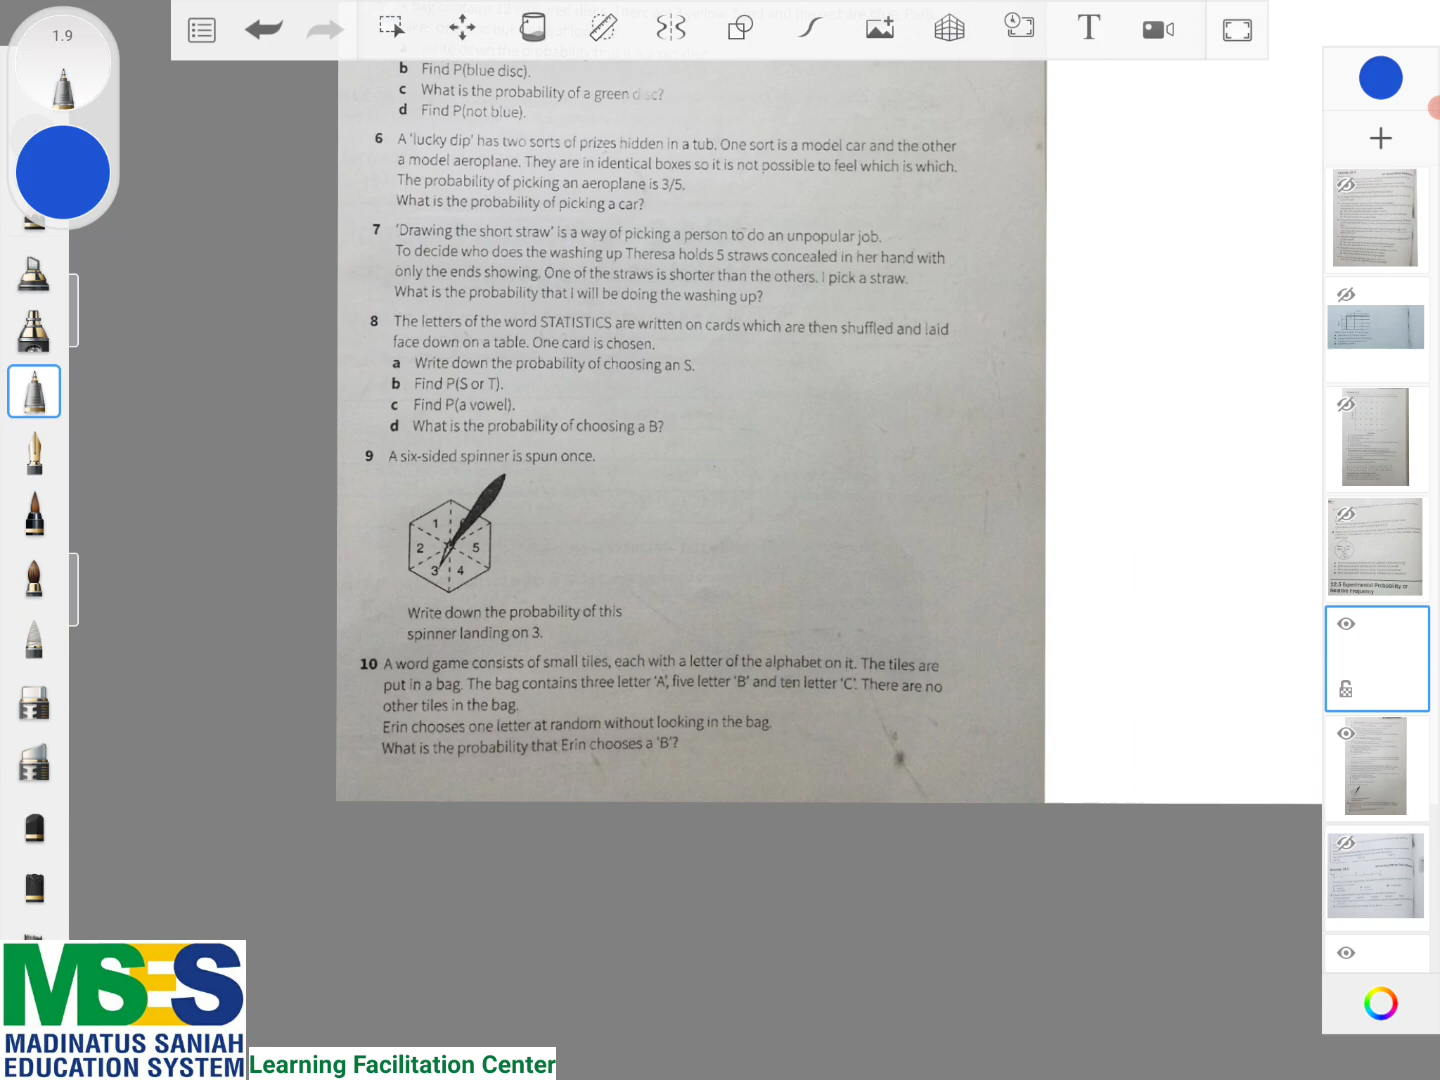 1.9
T
b Find P(blue disc).
c What is the probability of a green disc?
d Find P(not blue).
6 A 'lucky dip' has two sorts of prizes hidden in a tub. One sort is a model car and the other
a model aeroplane. They are in identical boxes so it is not possible to feel which is which.
The probability of picking an aeroplane is 3/5.
What is the probability of picking a car?
7 'Drawing the short straw' is a way of picking a person to do an unpopular job.
To decide who does the washing up Theresa holds 5 straws concealed in her hand with
only the ends showing. One of the straws is shorter than the others. I pick a straw.
What is the probability that I will be doing the washing up?
8 The letters of the word STATISTICS are written on cards which are then shuffled and laid
face down on a table. One card is chosen.
a Write down the probability of choosing an S.
b Find P(S or T).
c Find P(a vowel).
d What is the probability of choosing a B?
9 A six-sided spinner is spun once.
1
2 5
3 4
Write down the probability of this
spinner landing on 3.
10 A word game consists of small tiles, each with a letter of the alphabet on it. The tiles are
put in a bag. The bag contains three letter 'A', five letter 'B' and ten letter 'C'. There are no
other tiles in the bag.
Erin chooses one letter at random without looking in the bag.
What is the probability that Erin chooses a 'B'?
12.5 Experimental Probability or
Relative Frequency
MSES
MADINATUS SANIAH
EDUCATION SYSTEM
Learning Facilitation Center